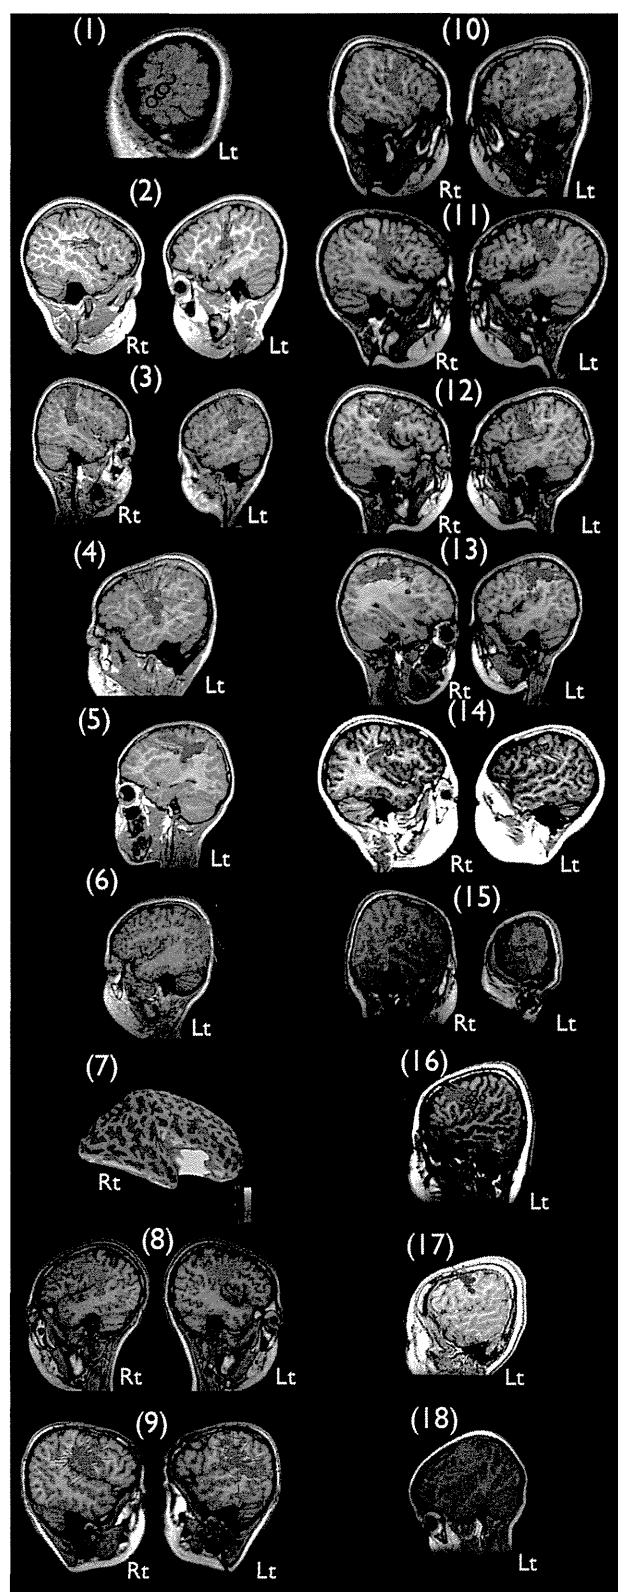 (1)
Lt
(2)
Rt Lt
(3)
Rt Lt
(4)
Lt
(5)
Lt
(6)
Lt
(7)
Rt
(8)
Rt Lt
(9)
Rt Lt
(10)
Rt Lt
(11)
Rt Lt
(12)
Rt Lt
(13)
Rt Lt
(14)
Rt Lt
(15)
Rt Lt
(16)
Lt
(17)
Lt
(18)
Lt